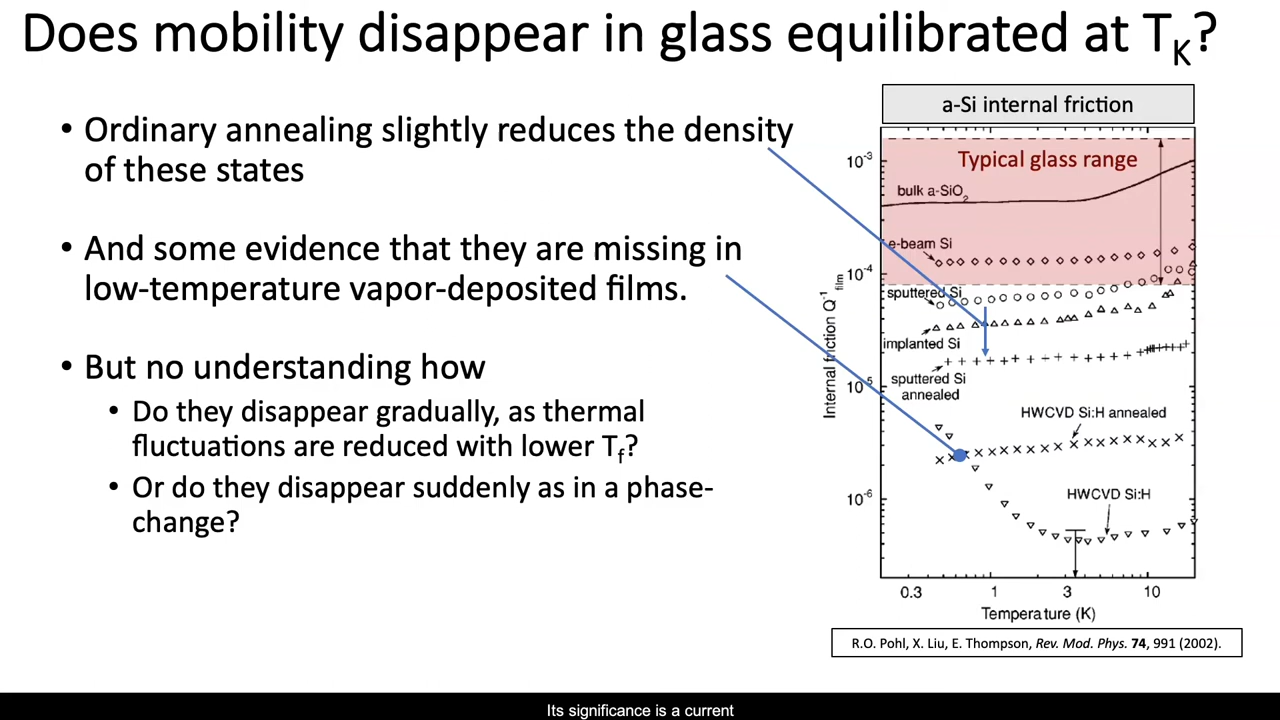 Does mobility disappear in glass equilibrated at T_K?
• Ordinary annealing slightly reduces the density
of these states
• And some evidence that they are missing in
low-temperature vapor-deposited films.
• But no understanding how
• Do they disappear gradually, as thermal
fluctuations are reduced with lower T_f?
• Or do they disappear suddenly as in a phase-
change?
a-Si internal friction
Typical glass range
bulk a-SiO₂
e-beam Si
sputtered Si
implanted Si
sputtered Si
annealed
HWCVD Si:H annealed
HWCVD Si:H
10⁻³
10⁻⁴
10⁻⁵
10⁻⁶
Internal friction Q⁻¹ film
0.3 1 3 10
Temperature (K)
R.O. Pohl, X. Liu, E. Thompson, Rev. Mod. Phys. 74, 991 (2002).
Its significance is a current